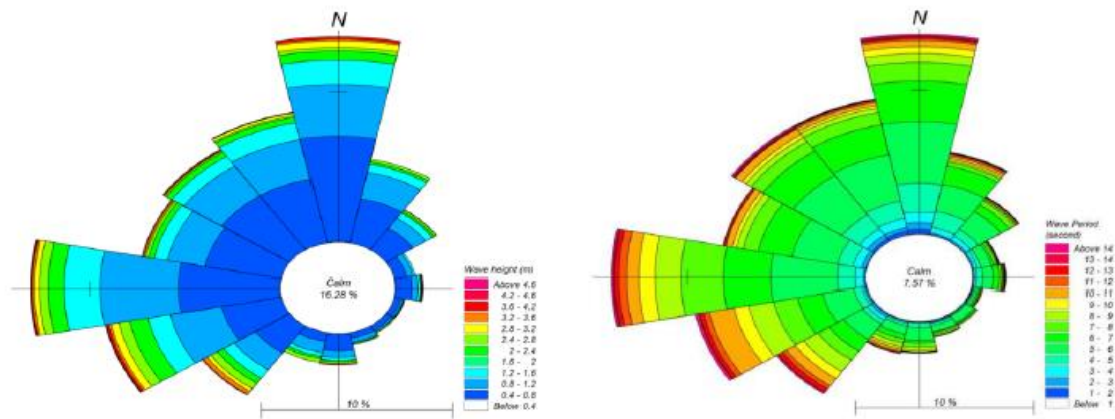 N
Calm
16.28 %
Wave height (m)
Above 4.6
4.2 - 4.6
3.6 - 4.2
3.2 - 3.6
2.8 - 3.2
2.4 - 2.8
2 - 2.4
1.6 - 2
1.2 - 1.6
0.8 - 1.2
0.4 - 0.8
Below 0.4
10 %
N
Calm
7.57 %
Wave Period
(second)
Above 14
13 - 14
12 - 13
11 - 12
10 - 11
9 - 10
8 - 9
7 - 8
6 - 7
5 - 6
4 - 5
3 - 4
2 - 3
1 - 2
Below 1
10 %